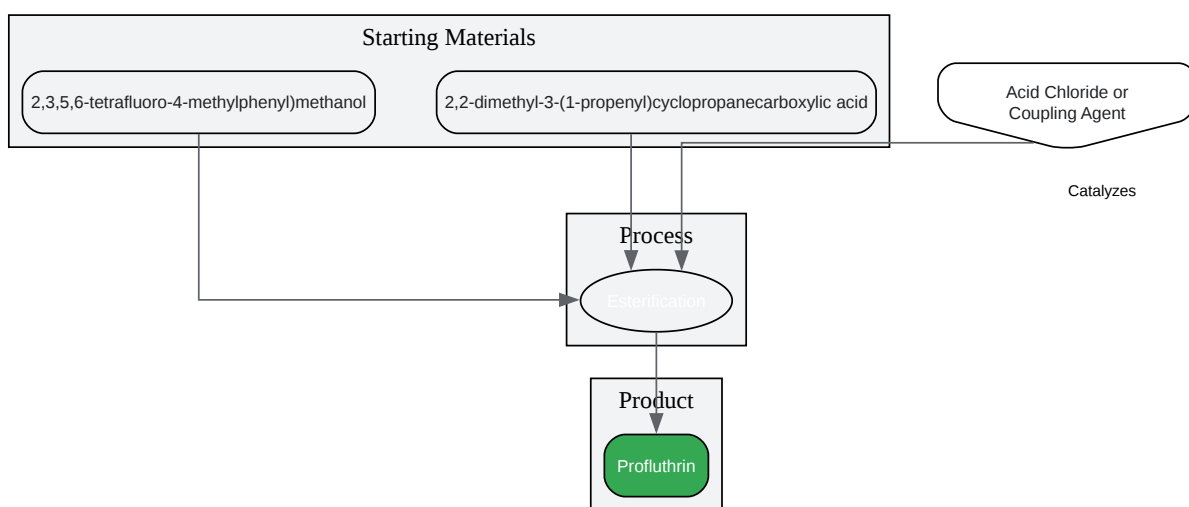 Starting Materials
2,3,5,6-tetrafluoro-4-methylphenyl)methanol
2,2-dimethyl-3-(1-propenyl)cyclopropanecarboxylic acid
Acid Chloride or
Coupling Agent
Catalyzes
Process
Esterification
Product
Profluthrin